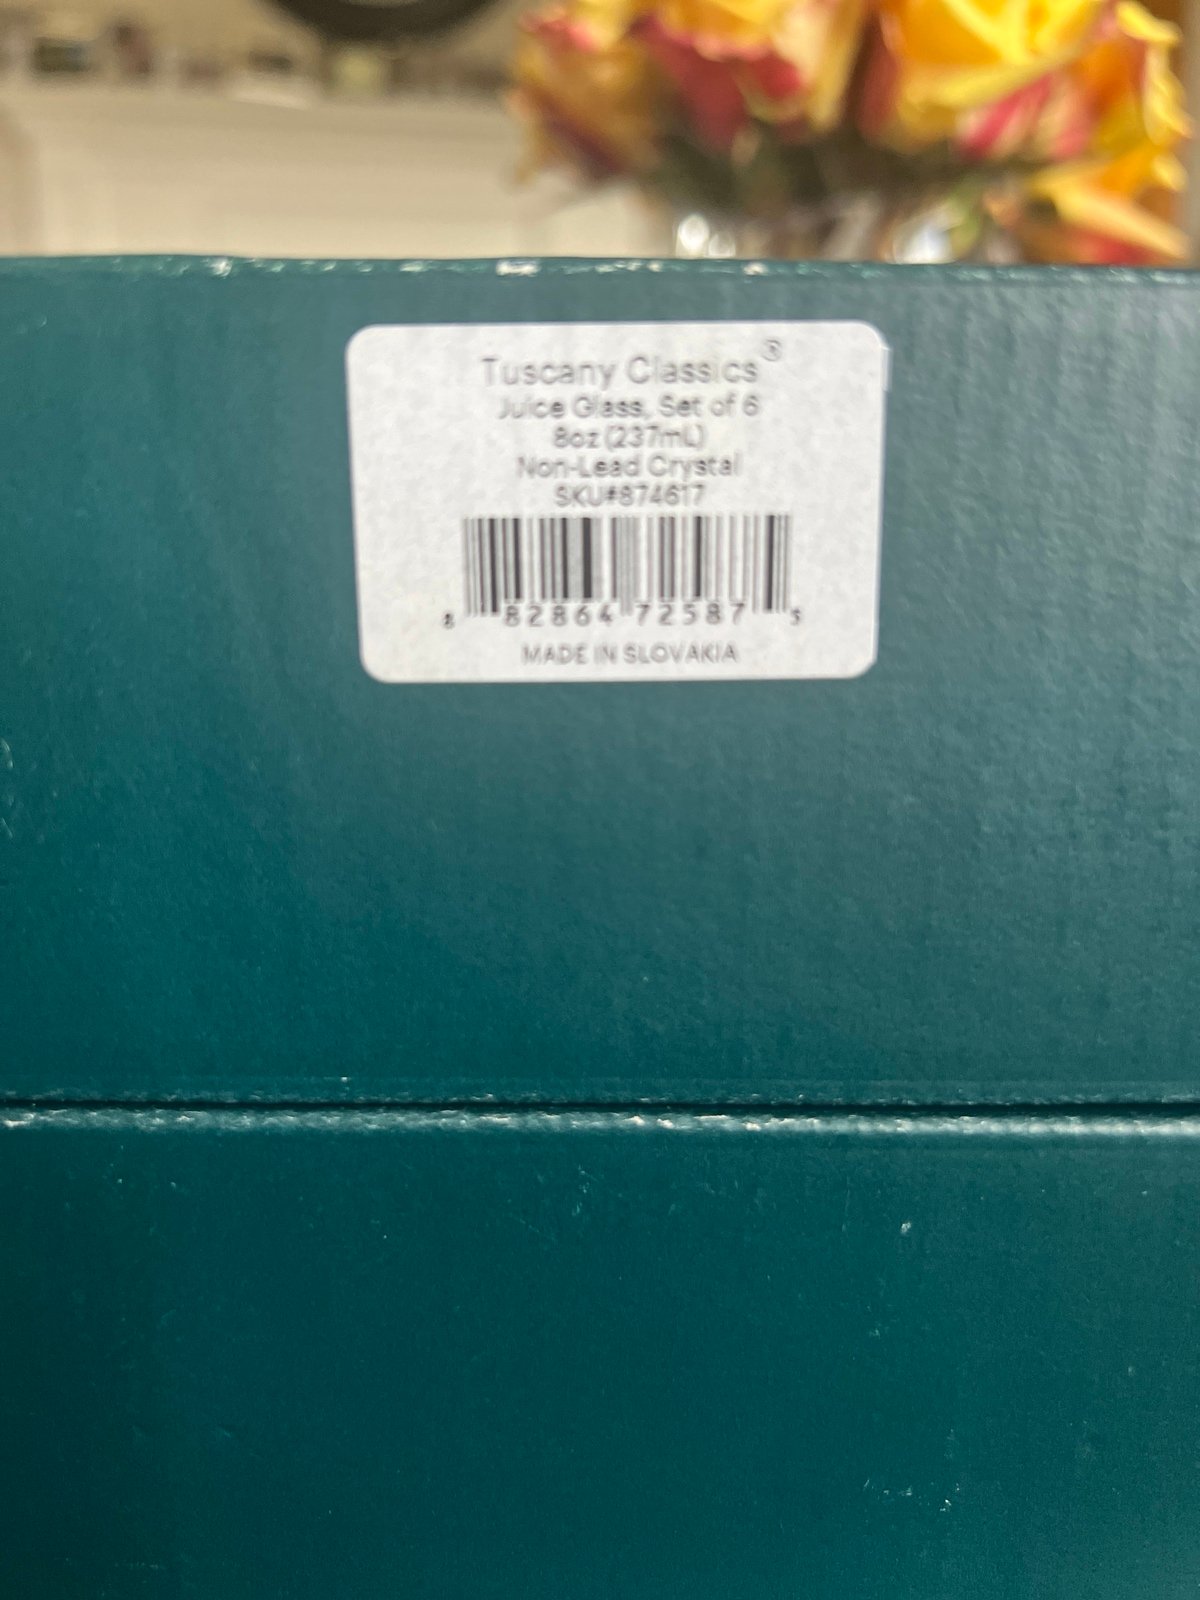 Tuscany Classics®
Juice Glass, Set of 6
8oz (237mL)
Non-Lead Crystal
SKU#874617
8 82864 72587 5
MADE IN SLOVAKIA